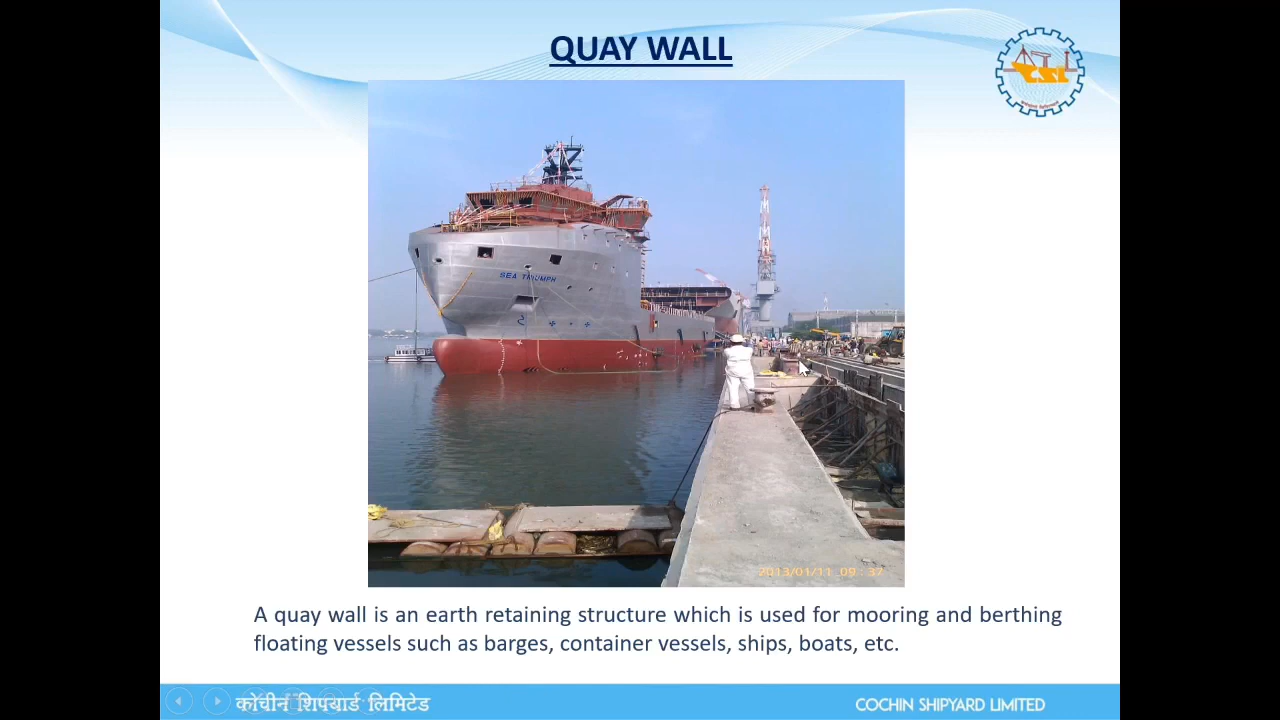 QUAY WALL
CSL
SEA TRIUMPH
2013/01/11 09:37
A quay wall is an earth retaining structure which is used for mooring and berthing
floating vessels such as barges, container vessels, ships, boats, etc.
कोचीन शिपयार्ड लिमिटेड
COCHIN SHIPYARD LIMITED